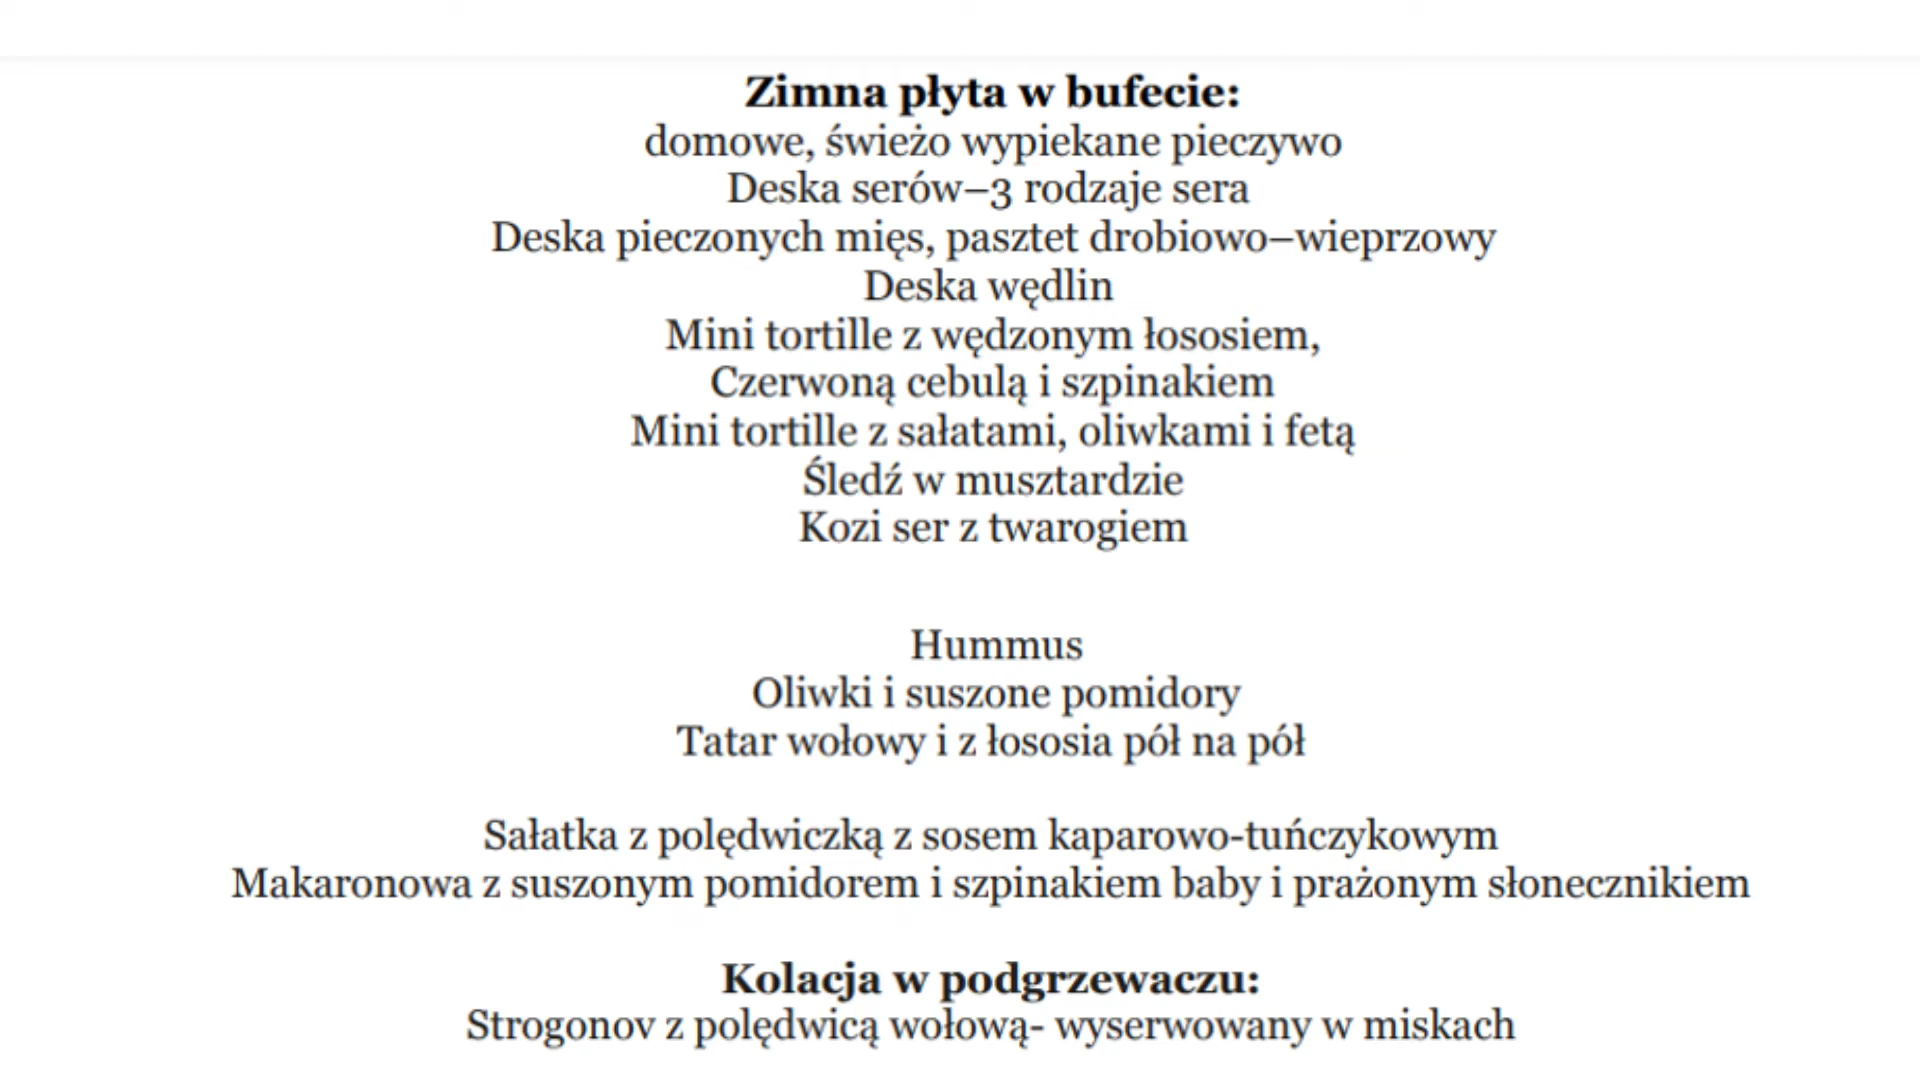 Zimna płyta w bufecie:
domowe, świeżo wypiekane pieczywo
Deska serów–3 rodzaje sera
Deska pieczonych mięs, pasztet drobiowo–wieprzowy
Deska wędlin
Mini tortille z wędzonym łososiem,
Czerwoną cebulą i szpinakiem
Mini tortille z sałatami, oliwkami i fetą
Śledź w musztardzie
Kozi ser z twarogiem
Hummus
Oliwki i suszone pomidory
Tatar wołowy i z łososia pół na pół
Sałatka z polędwiczką z sosem kaparowo-tuńczykowym
Makaronowa z suszonym pomidorem i szpinakiem baby i prażonym słonecznikiem
Kolacja w podgrzewaczu:
Strogonov z polędwicą wołową- wyserwowany w miskach